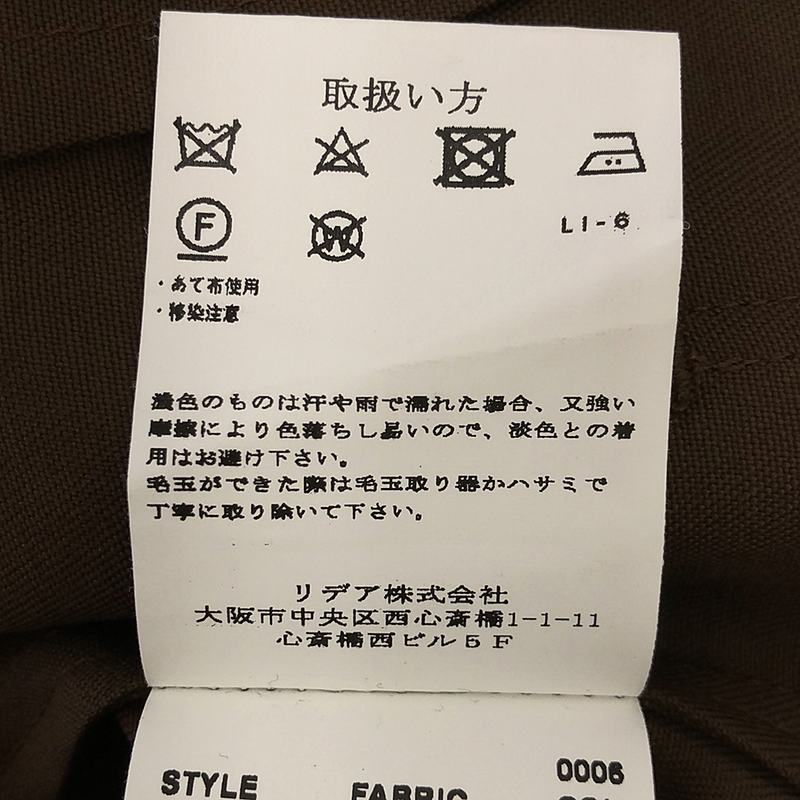 取扱い方
LI-6
F
W
・あて布使用
・移染注意
濃色のものは汗や雨で濡れた場合、又強い
摩擦により色落ちし易いので、淡色との着
用はお避け下さい。
毛玉ができた際は毛玉取り器かハサミで
丁寧に取り除いて下さい。
リデア株式会社
大阪市中央区西心斎橋1-1-11
心斎橋西ビル5F
STYLE FABRIC 0006